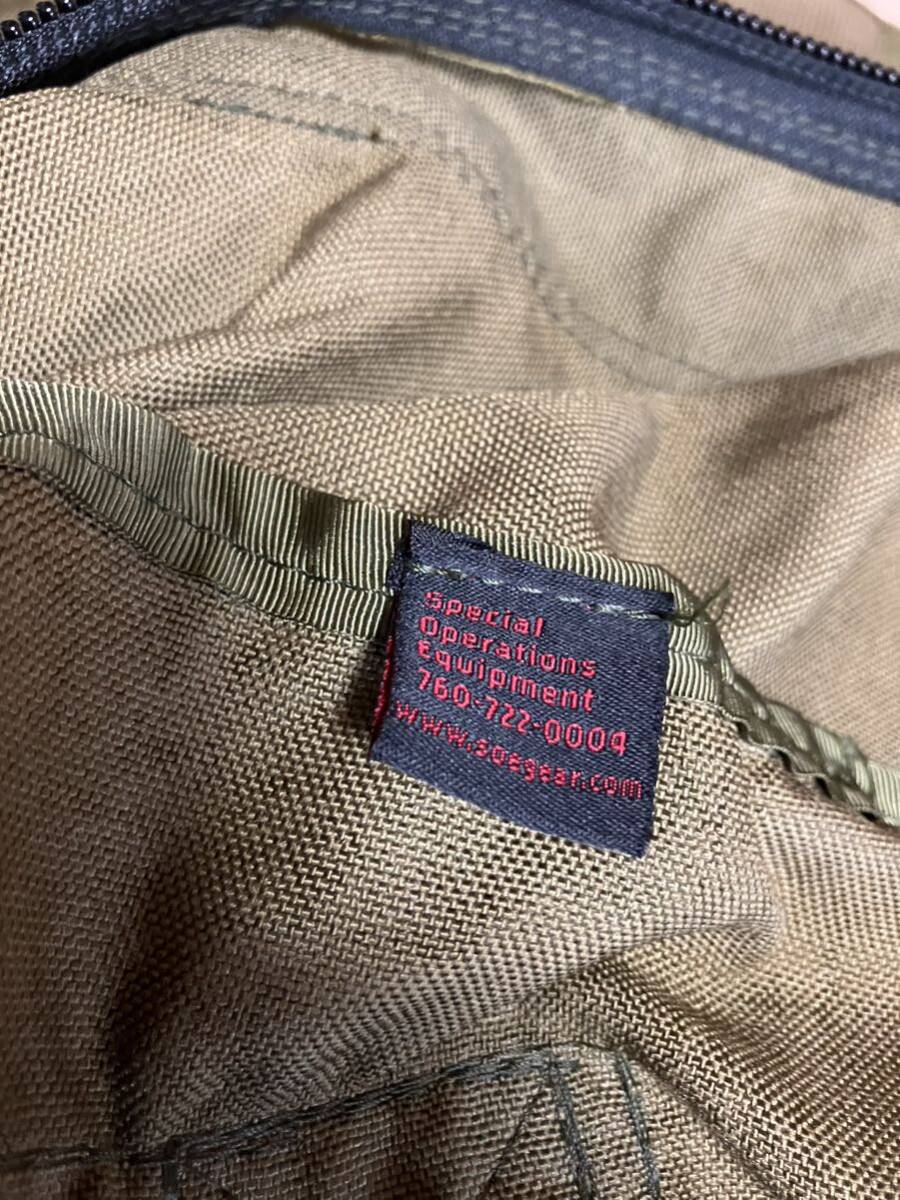 Special
Operations
Equipment
760-722-0004
www.soegear.com